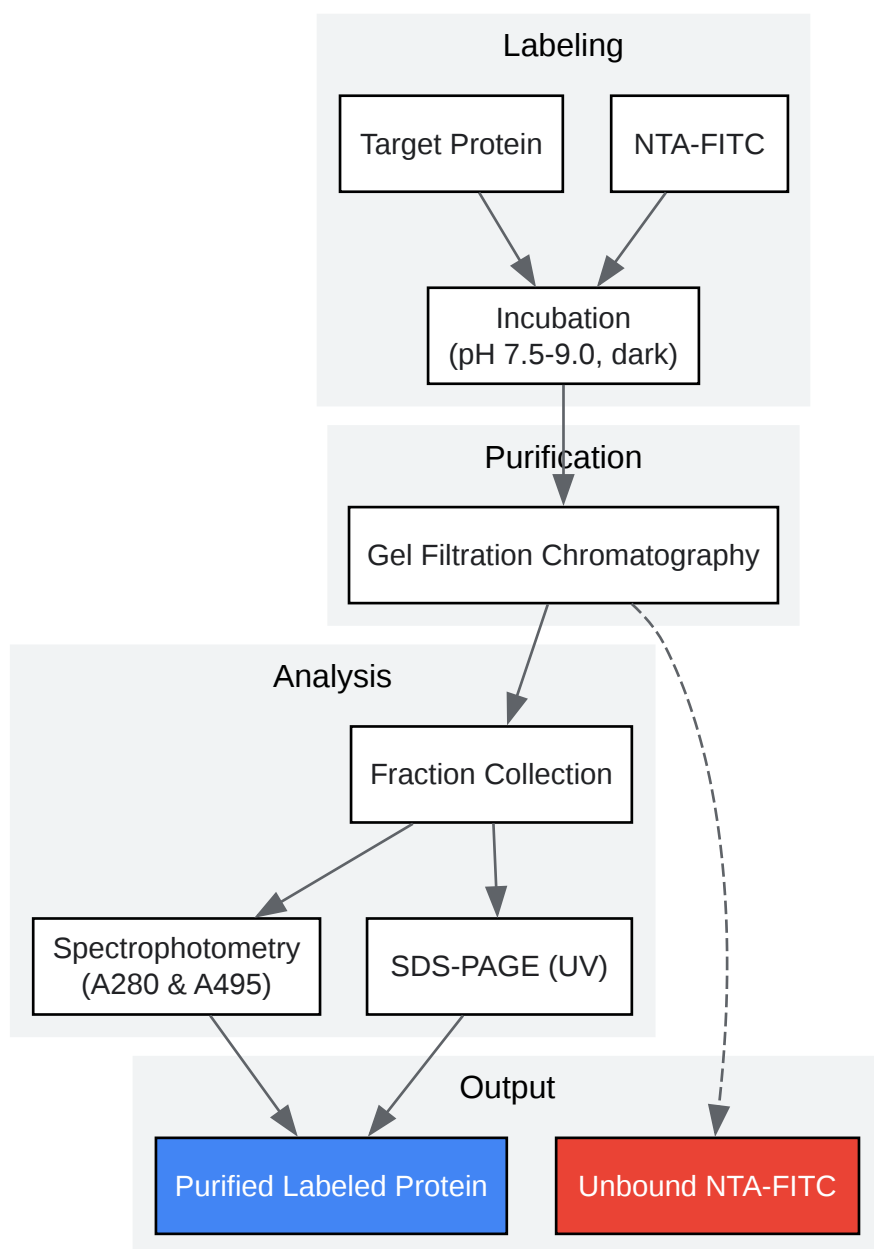 Labeling
Target Protein
NTA-FITC
Incubation
(pH 7.5-9.0, dark)
Purification
Gel Filtration Chromatography
Analysis
Fraction Collection
Spectrophotometry
(A280 & A495)
SDS-PAGE (UV)
Output
Purified Labeled Protein
Unbound NTA-FITC